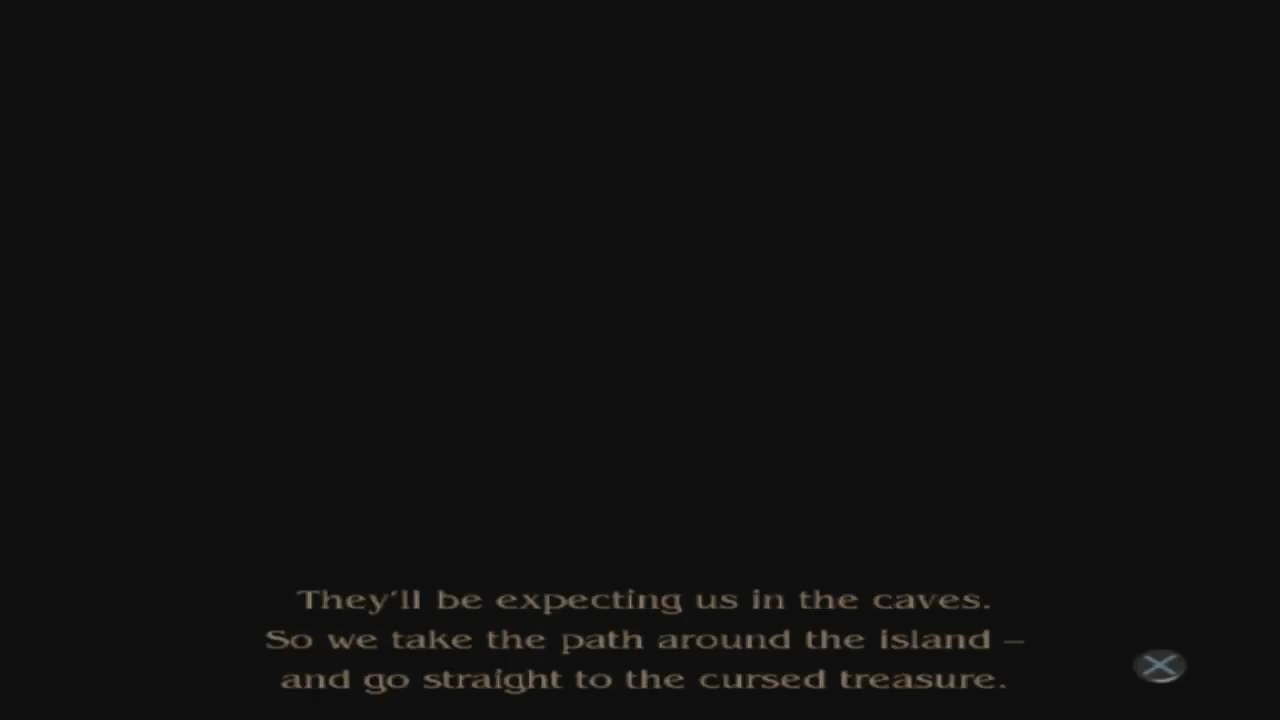 They'll be expecting us in the caves.
So we take the path around the island –
and go straight to the cursed treasure.